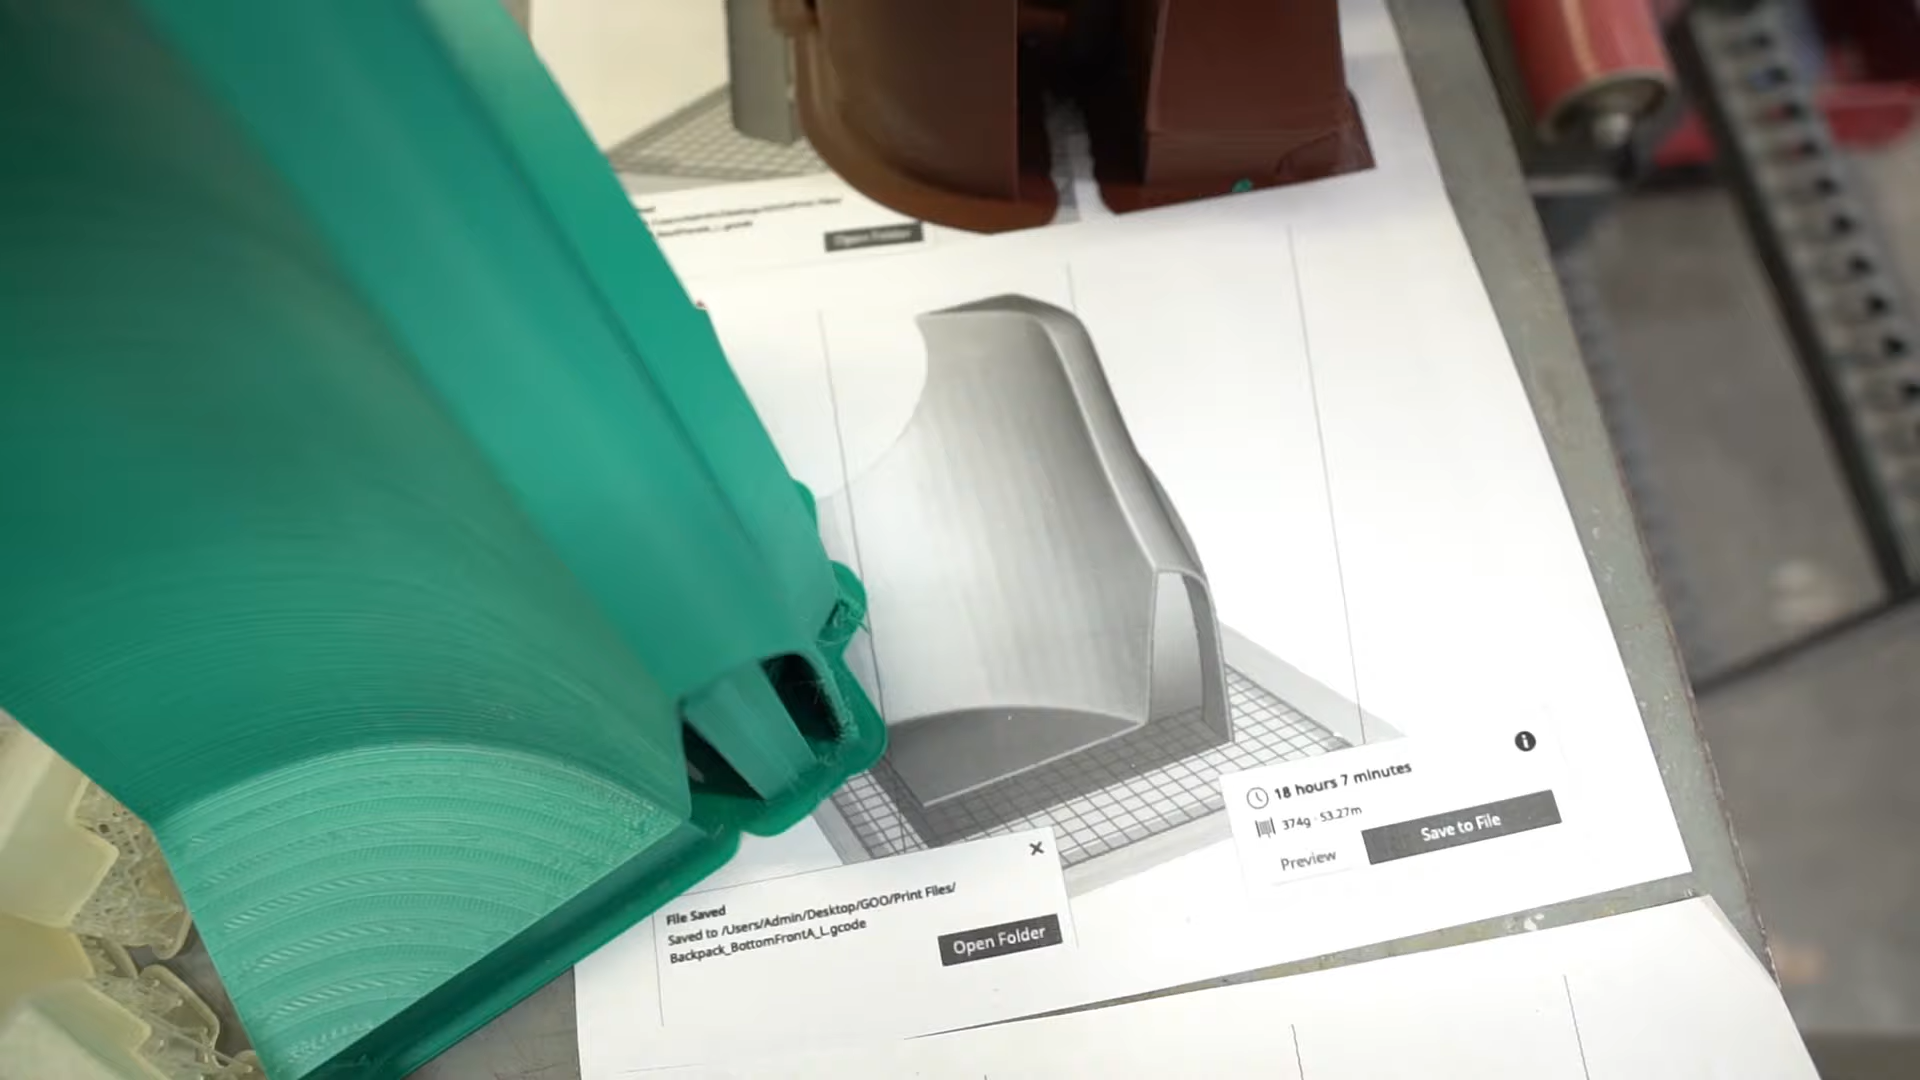 Open Folder
18 hours 7 minutes
374g · 53.27m
Save to File
Preview
File Saved
Saved to /Users/Admin/Desktop/GOO/Print Files/
Backpack_BottomFrontA_L.gcode
Open Folder